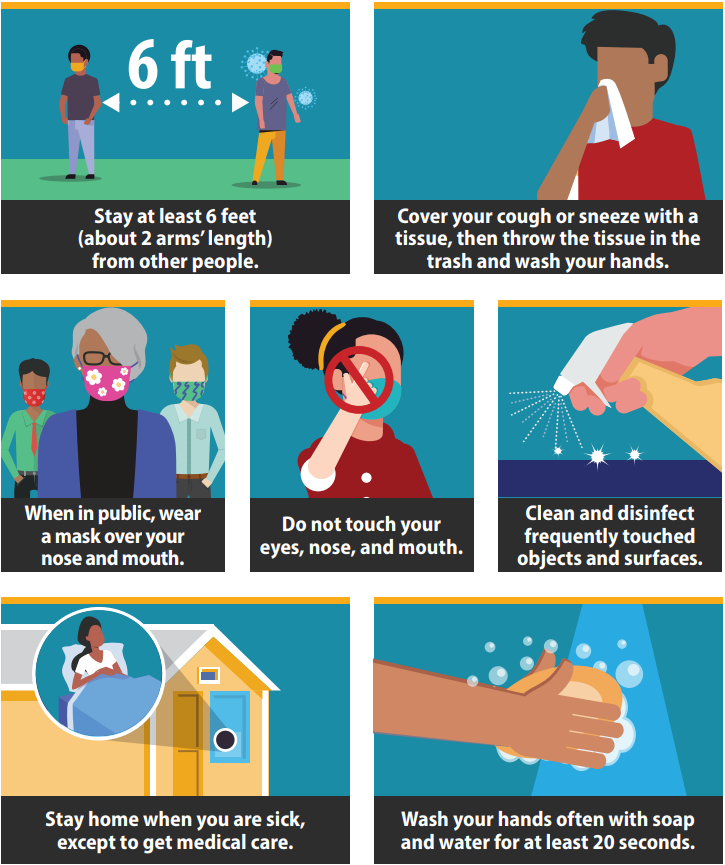 6 ft
Stay at least 6 feet
(about 2 arms’ length)
from other people.
Cover your cough or sneeze with a
tissue, then throw the tissue in the
trash and wash your hands.
When in public, wear
a mask over your
nose and mouth.
Do not touch your
eyes, nose, and mouth.
Clean and disinfect
frequently touched
objects and surfaces.
Stay home when you are sick,
except to get medical care.
Wash your hands often with soap
and water for at least 20 seconds.